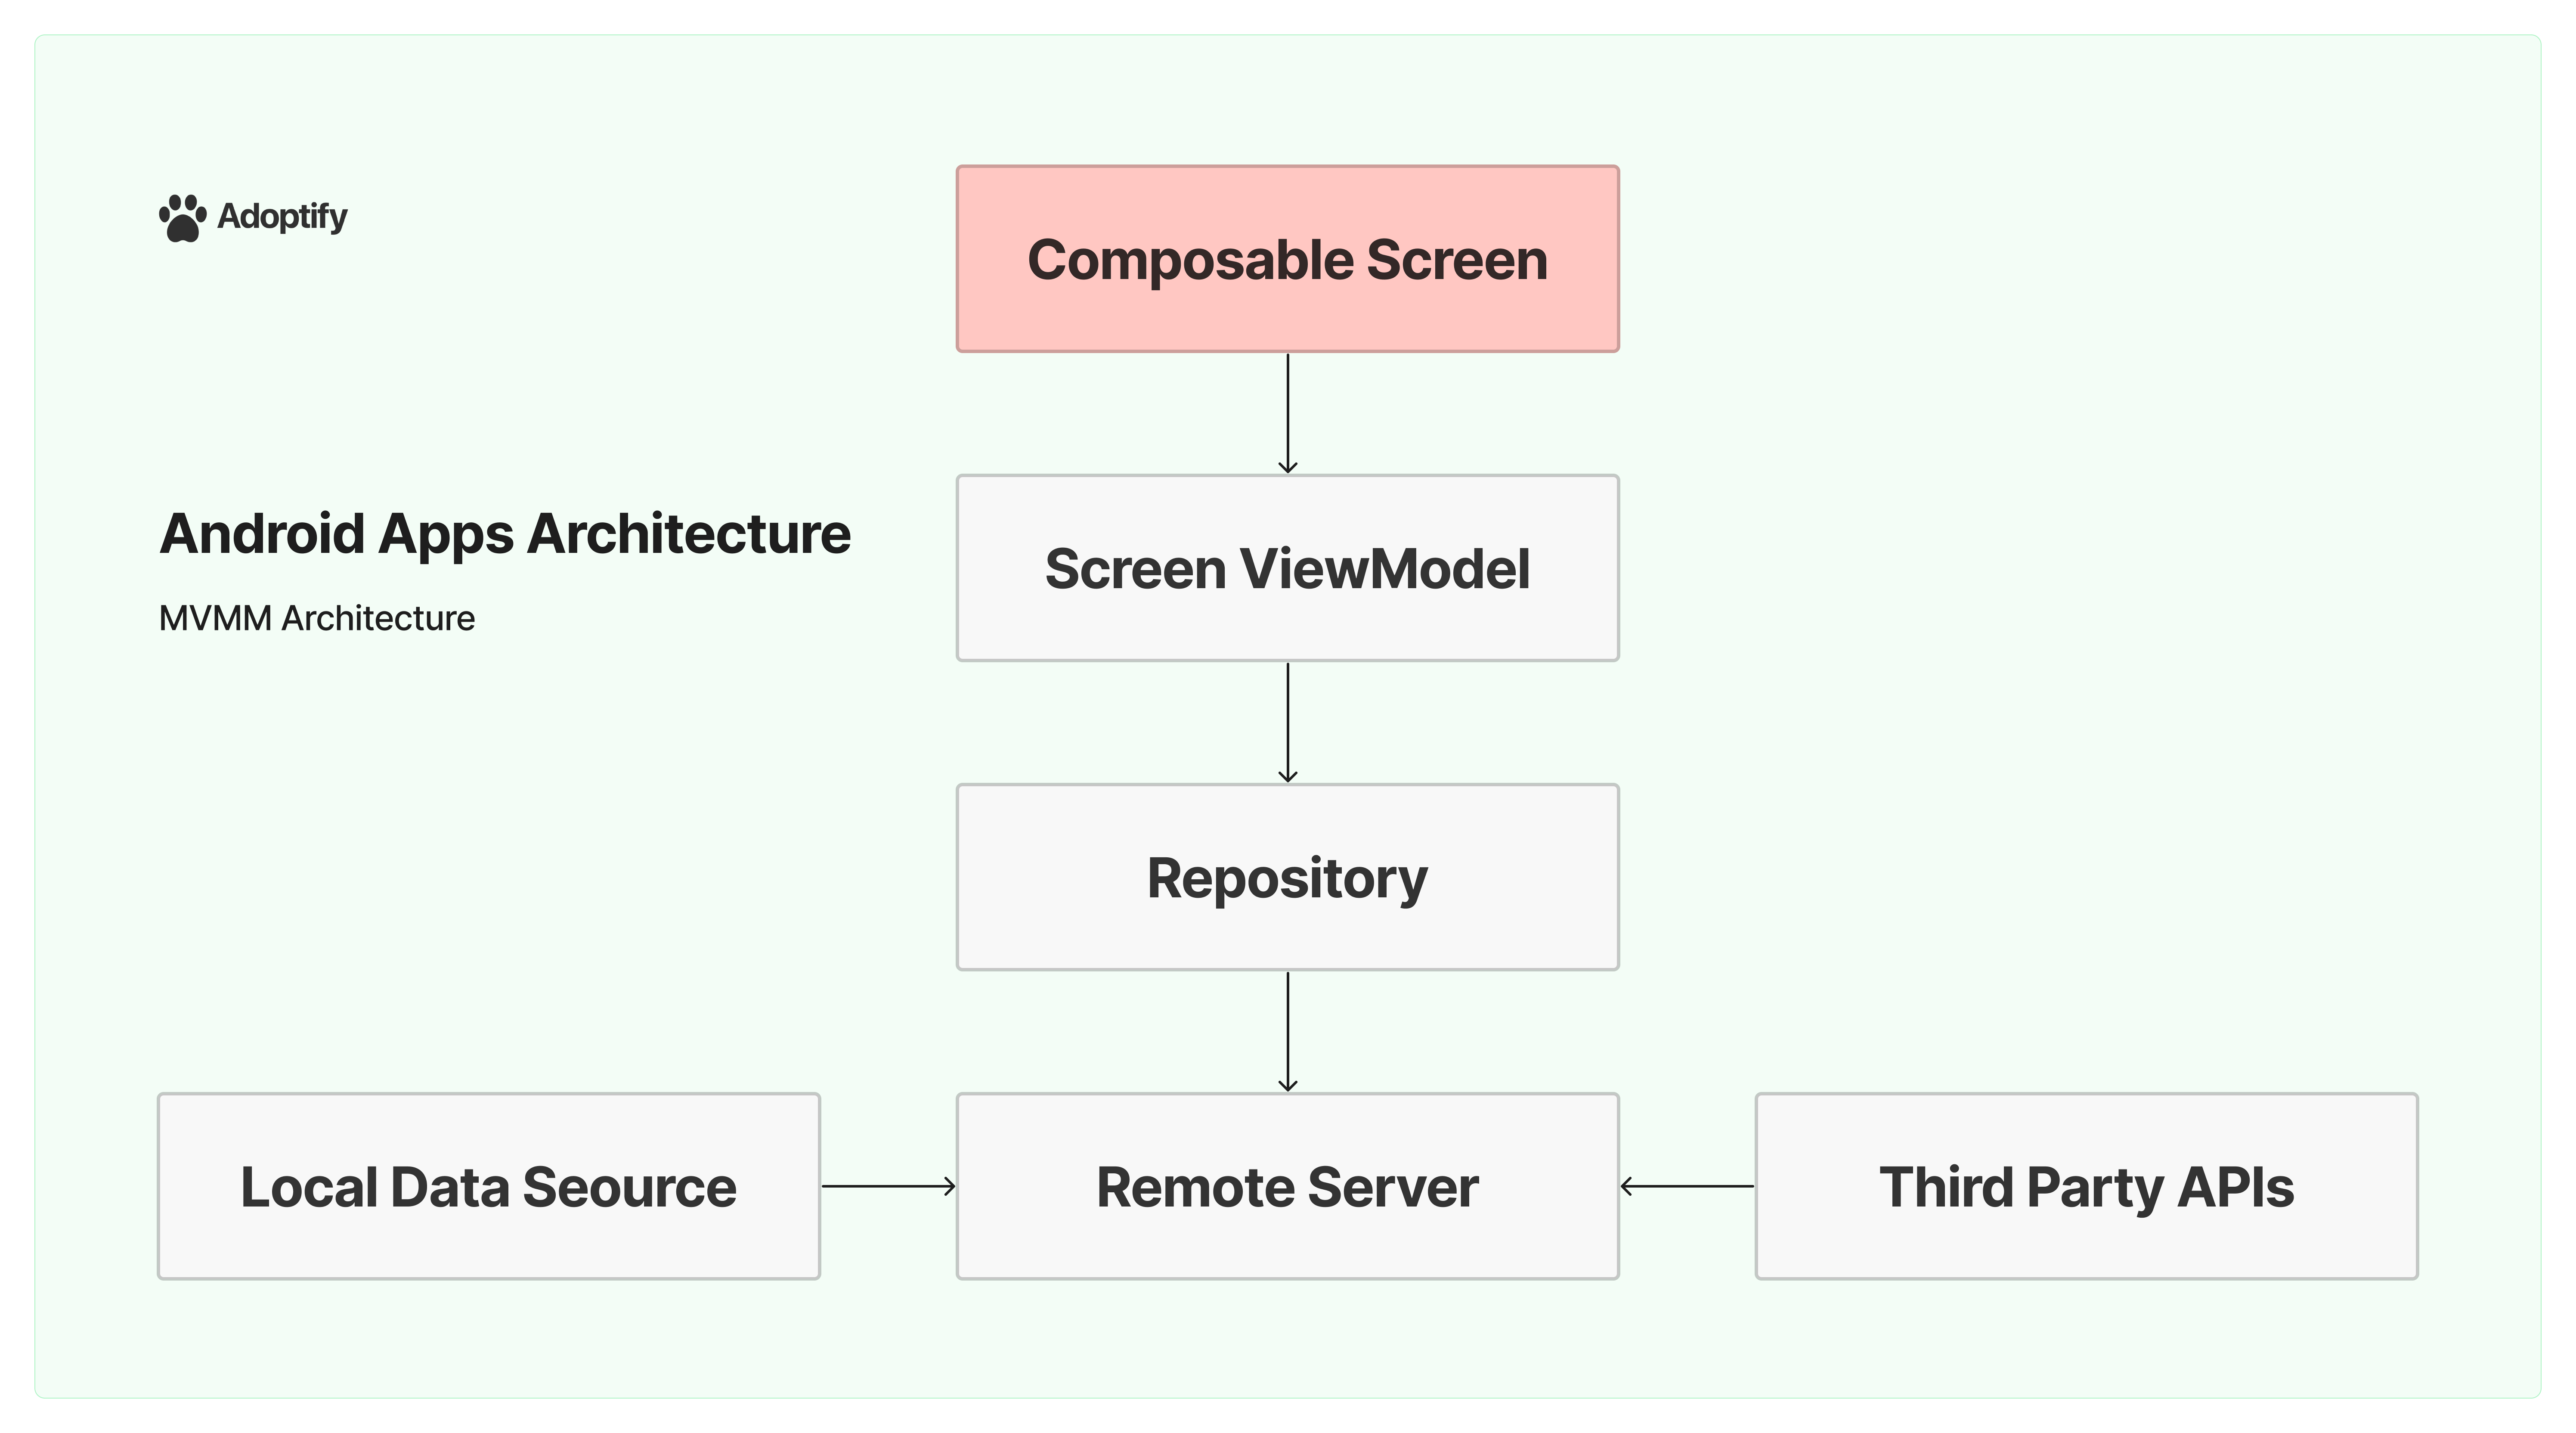 Adoptify
Composable Screen
Android Apps Architecture
MVMM Architecture
Screen ViewModel
Repository
Local Data Seource
Remote Server
Third Party APIs